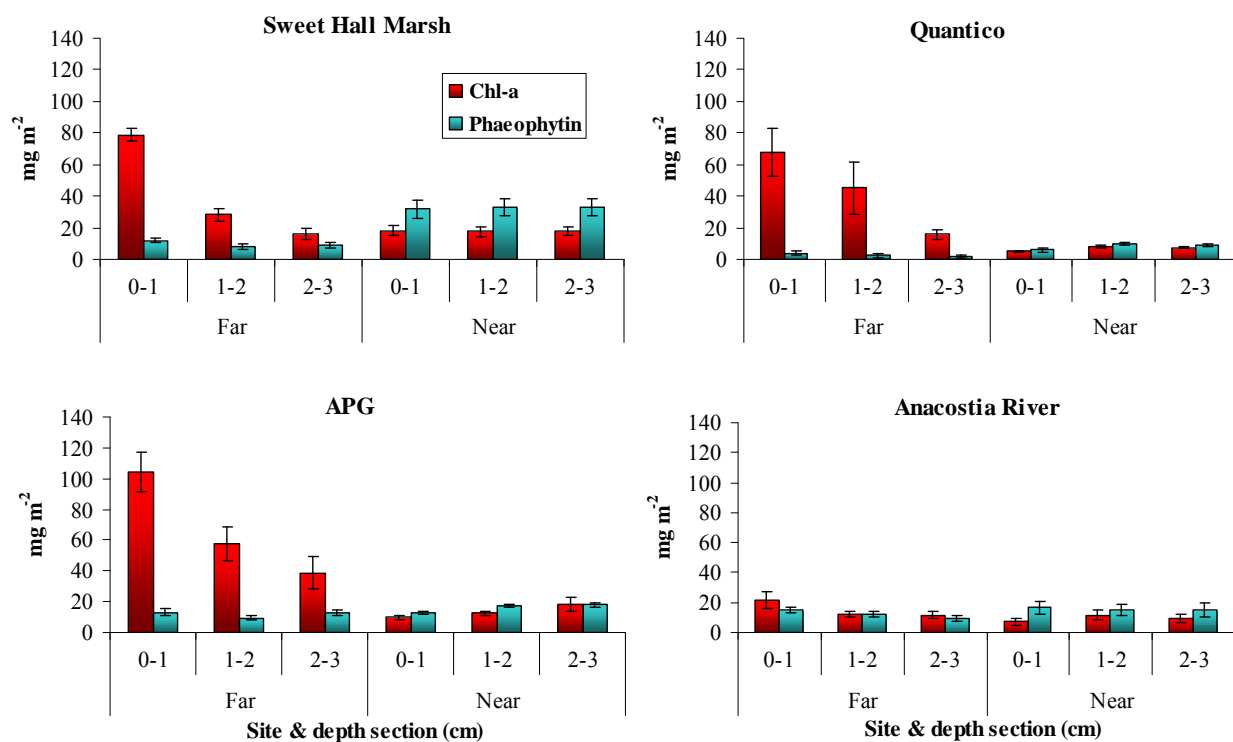 Sweet Hall Marsh
140
120
100
80
60
40
20
0
mg m-2
Chl-a
Phaeophytin
0-1 1-2 2-3 0-1 1-2 2-3
Far Near
Quantico
140
120
100
80
60
40
20
0
mg m-2
0-1 1-2 2-3 0-1 1-2 2-3
Far Near
APG
140
120
100
80
60
40
20
0
mg m-2
0-1 1-2 2-3 0-1 1-2 2-3
Far Near
Site & depth section (cm)
Anacostia River
140
120
100
80
60
40
20
0
mg m-2
0-1 1-2 2-3 0-1 1-2 2-3
Far Near
Site & depth section (cm)